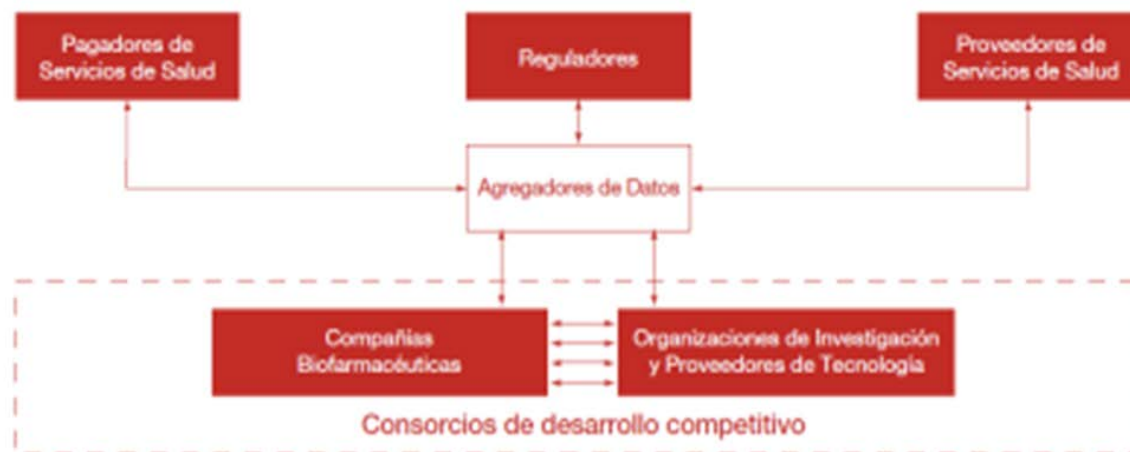 Pagadores de
Servicios de Salud
Reguladores
Proveedores de
Servicios de Salud
Agregadores de Datos
Compañías
Biofarmacéuticas
Organizaciones de Investigación
y Proveedores de Tecnología
Consorcios de desarrollo competitivo